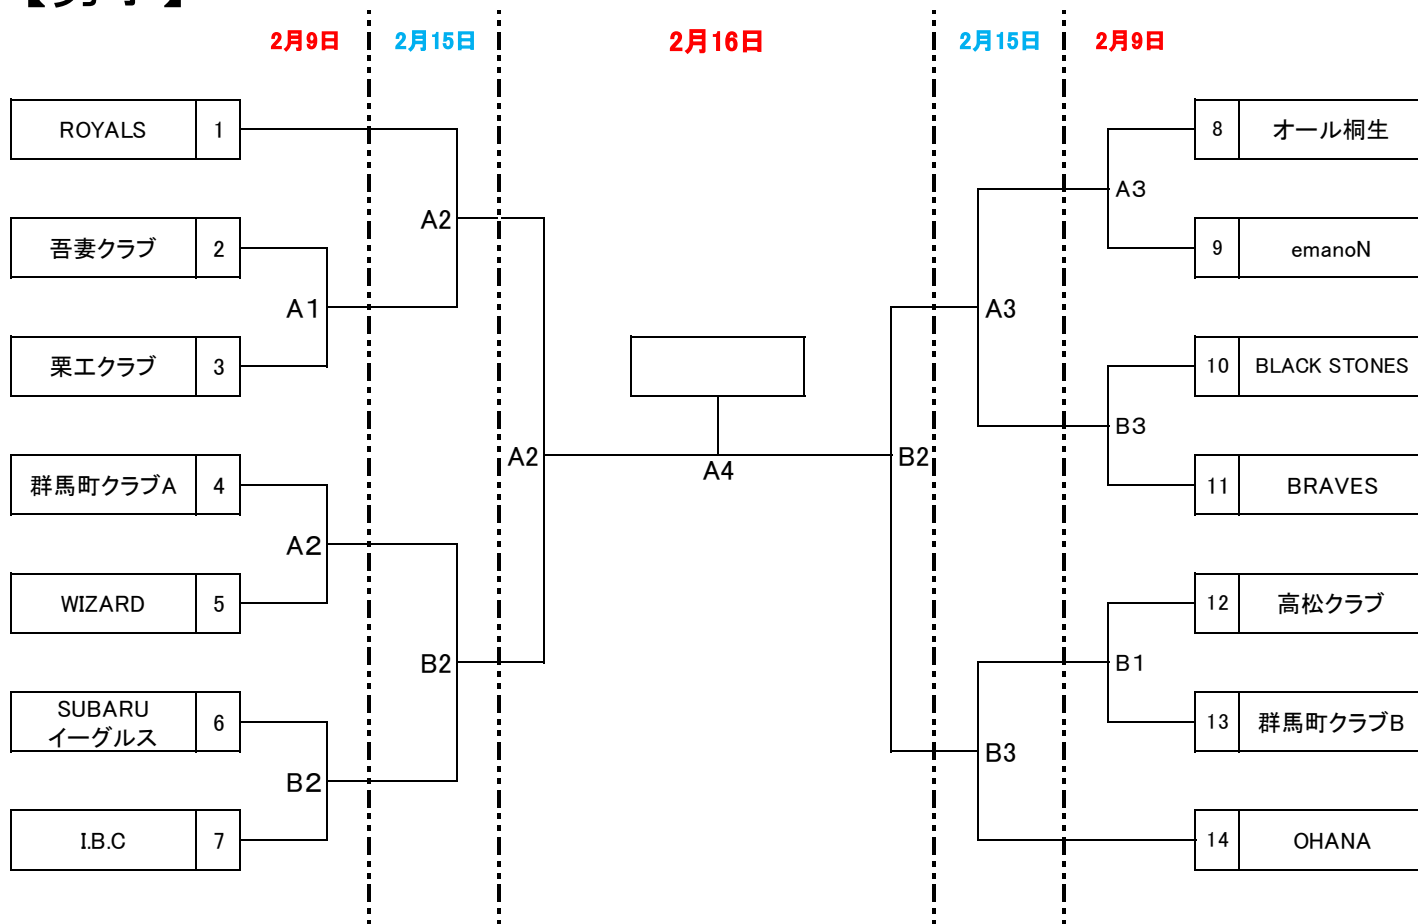 2月9日 2月15日 2月16日 2月15日 2月9日
ROYALS 1
吾妻クラブ 2
栗工クラブ 3
群馬町クラブA 4
WIZARD 5
SUBARU
イーグルス 6
I.B.C 7
A1
A2
B2
A2
B2
A2
A4
B2
A3
B3
A3
B3
B1
8 オール桐生
9 emanoN
10 BLACK STONES
11 BRAVES
12 高松クラブ
13 群馬町クラブB
14 OHANA